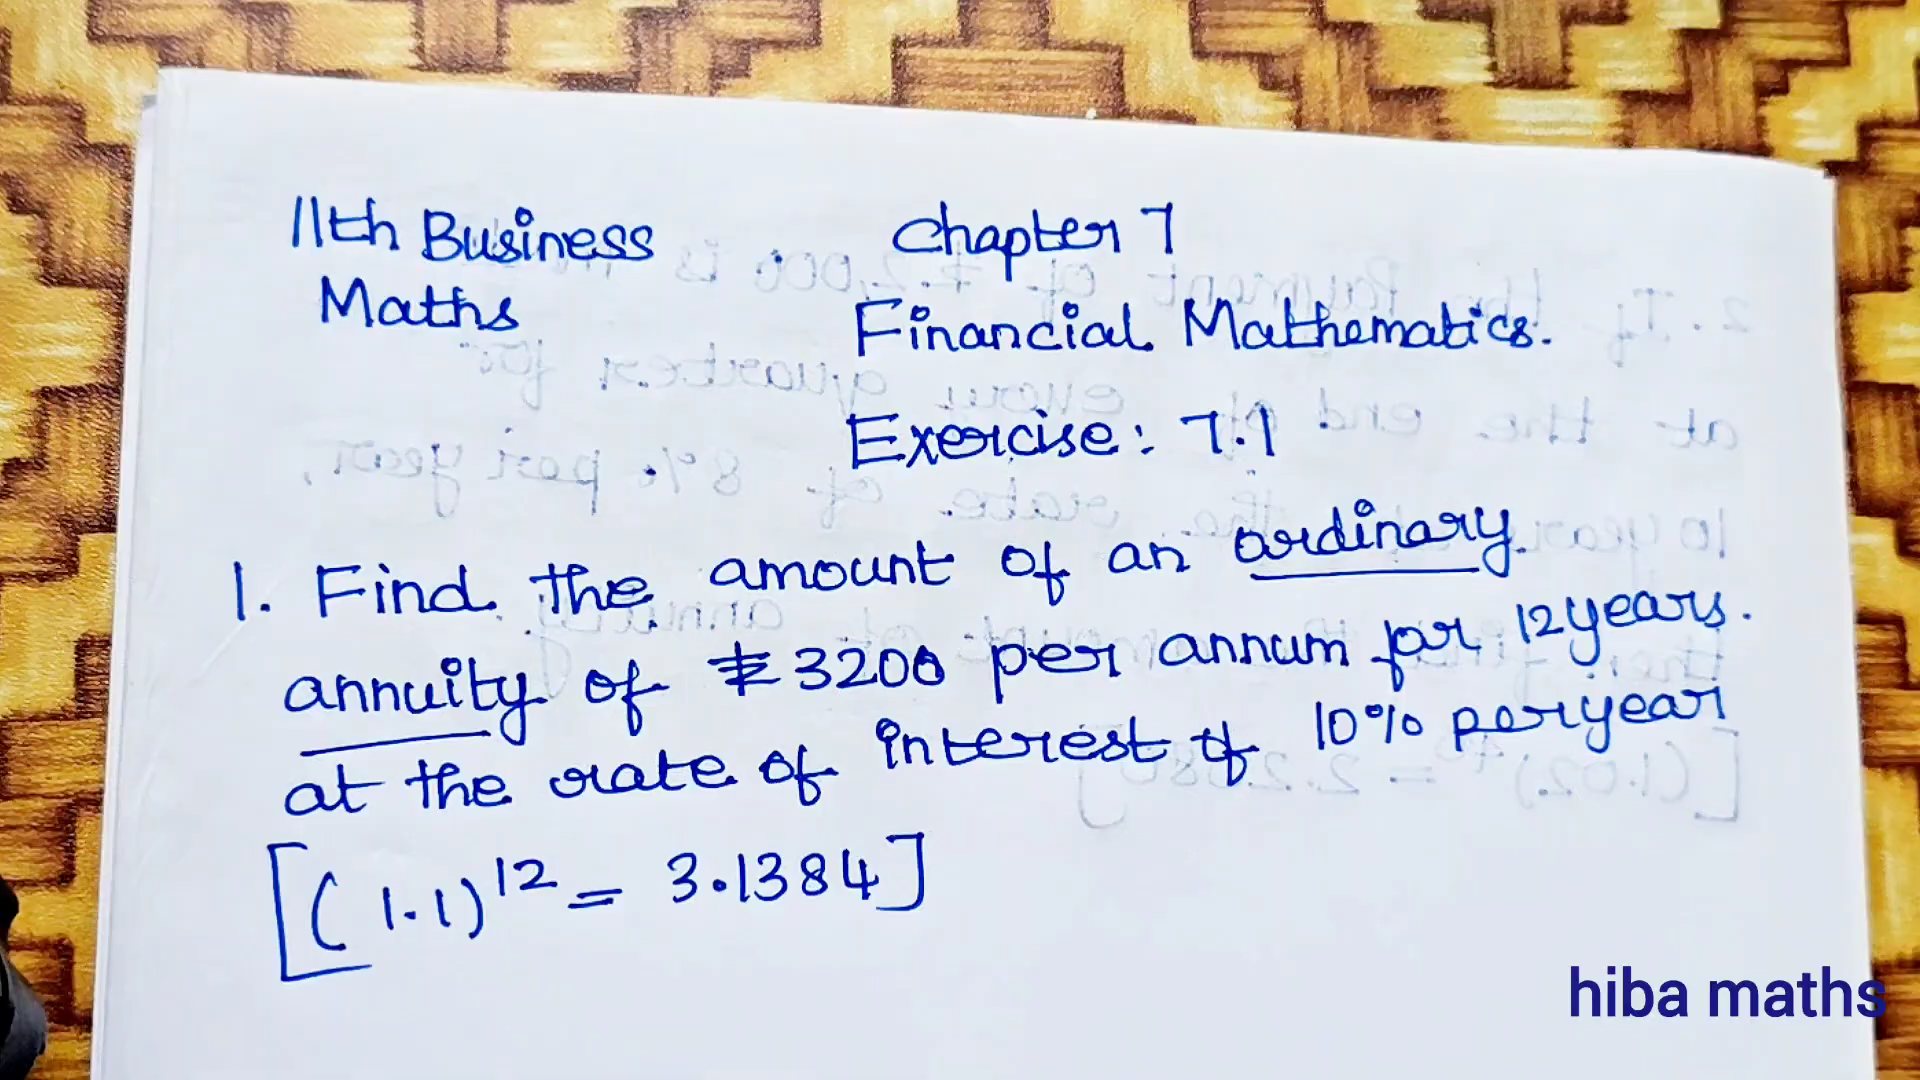 11th Business
Maths
Chapter 7
Financial Mathematics.
Exercise: 7.1
1. Find the amount of an ordinary
annuity of ₹3200 per annum for 12 years.
at the rate of interest of 10% per year
[(1.1)¹² = 3.1384]
hiba maths